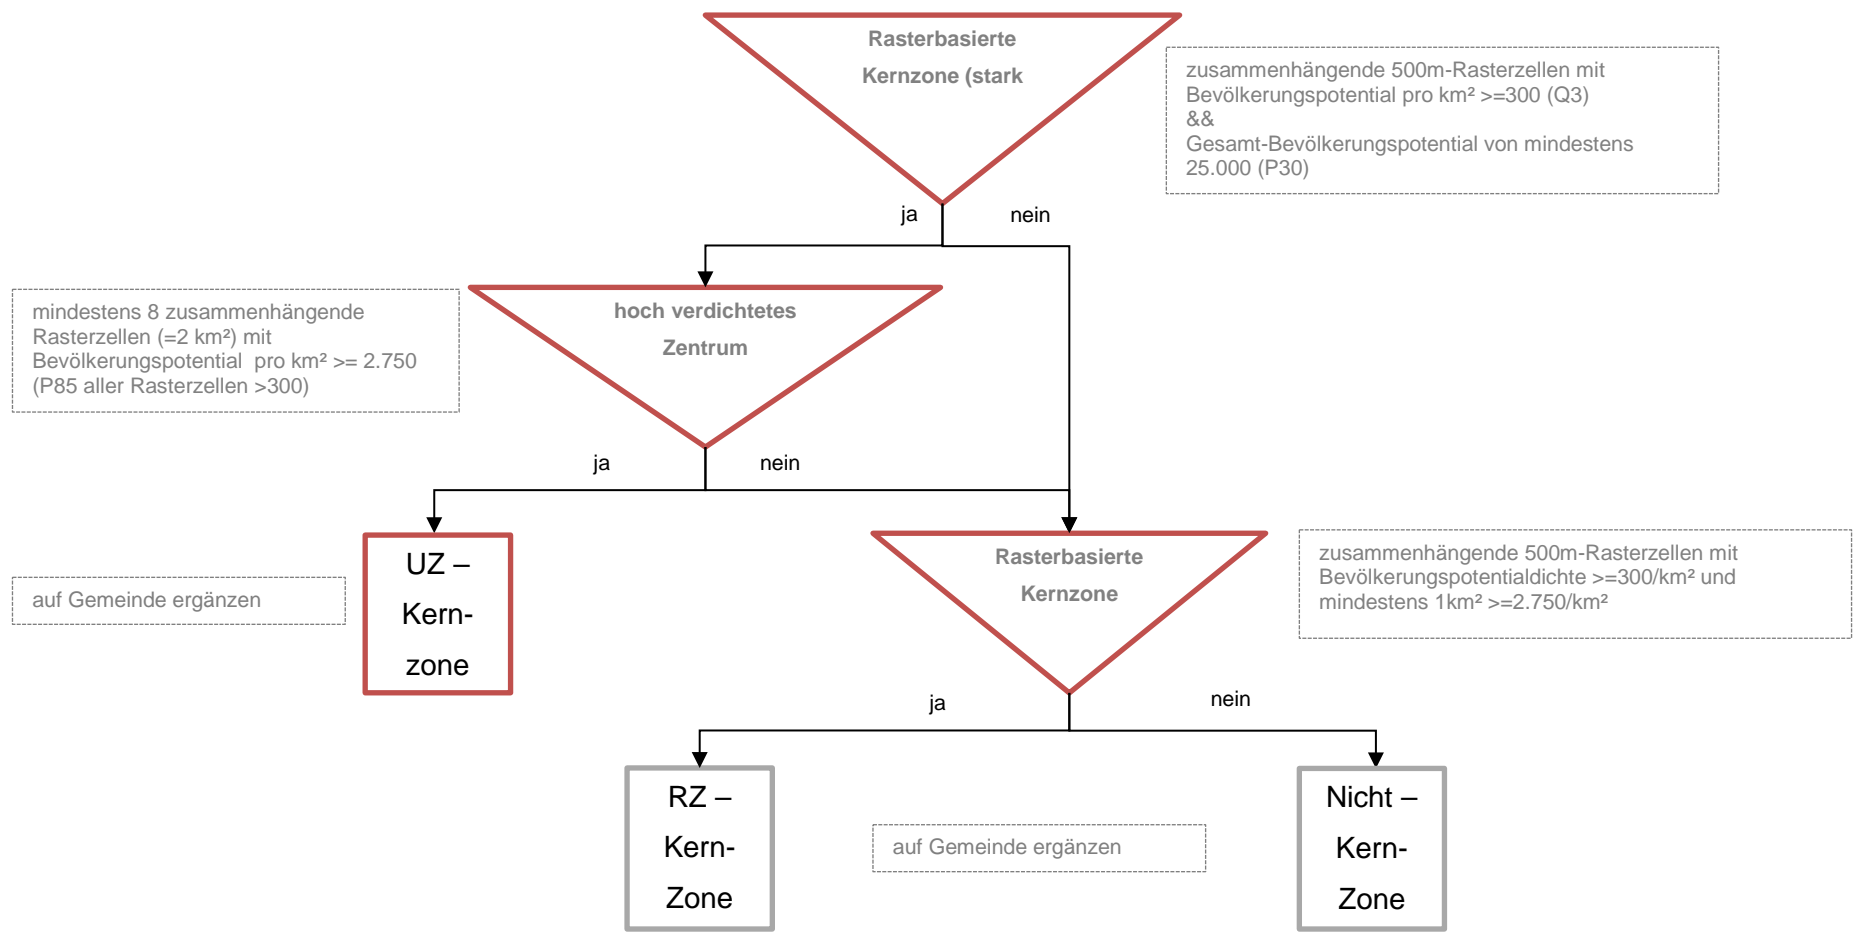 Rasterbasierte
Kernzone (stark
zusammenhängende 500m-Rasterzellen mit
Bevölkerungspotential pro km² >=300 (Q3)
&&
Gesamt-Bevölkerungspotential von mindestens
25.000 (P30)
ja
nein
mindestens 8 zusammenhängende
Rasterzellen (=2 km²) mit
Bevölkerungspotential  pro km² >= 2.750
(P85 aller Rasterzellen >300)
hoch verdichtetes
Zentrum
ja
nein
auf Gemeinde ergänzen
UZ –
Kern-
zone
Rasterbasierte
Kernzone
zusammenhängende 500m-Rasterzellen mit
Bevölkerungspotentialdichte >=300/km² und
mindestens 1km² >=2.750/km²
ja
nein
RZ –
Kern-
Zone
auf Gemeinde ergänzen
Nicht –
Kern-
Zone